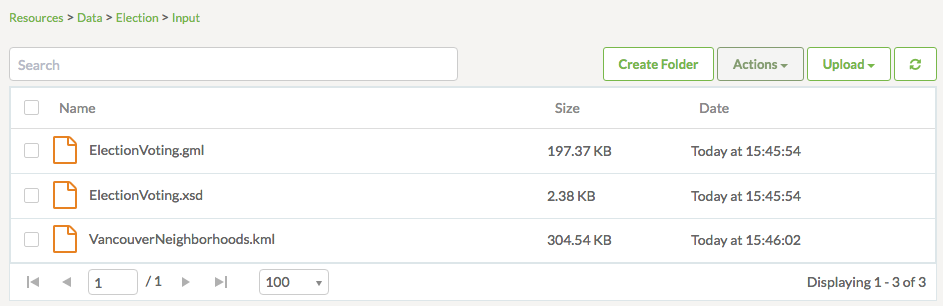 Resources > Data > Election > Input
Search Create Folder Actions Upload
Name Size Date
ElectionVoting.gml 197.37 KB Today at 15:45:54
ElectionVoting.xsd 2.38 KB Today at 15:45:54
VancouverNeighborhoods.kml 304.54 KB Today at 15:46:02
1 / 1 100 Displaying 1 - 3 of 3